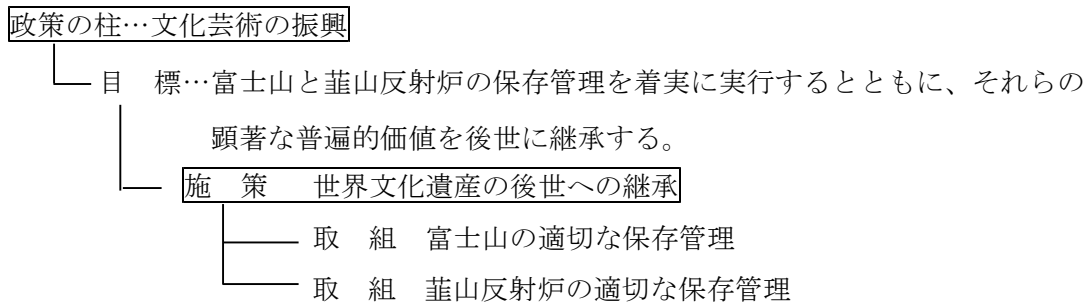 政策の柱…文化芸術の振興
目　標…富士山と韮山反射炉の保存管理を着実に実行するとともに、それらの
顕著な普遍的価値を後世に継承する。
施　策　　世界文化遺産の後世への継承
取　組　富士山の適切な保存管理
取　組　韮山反射炉の適切な保存管理